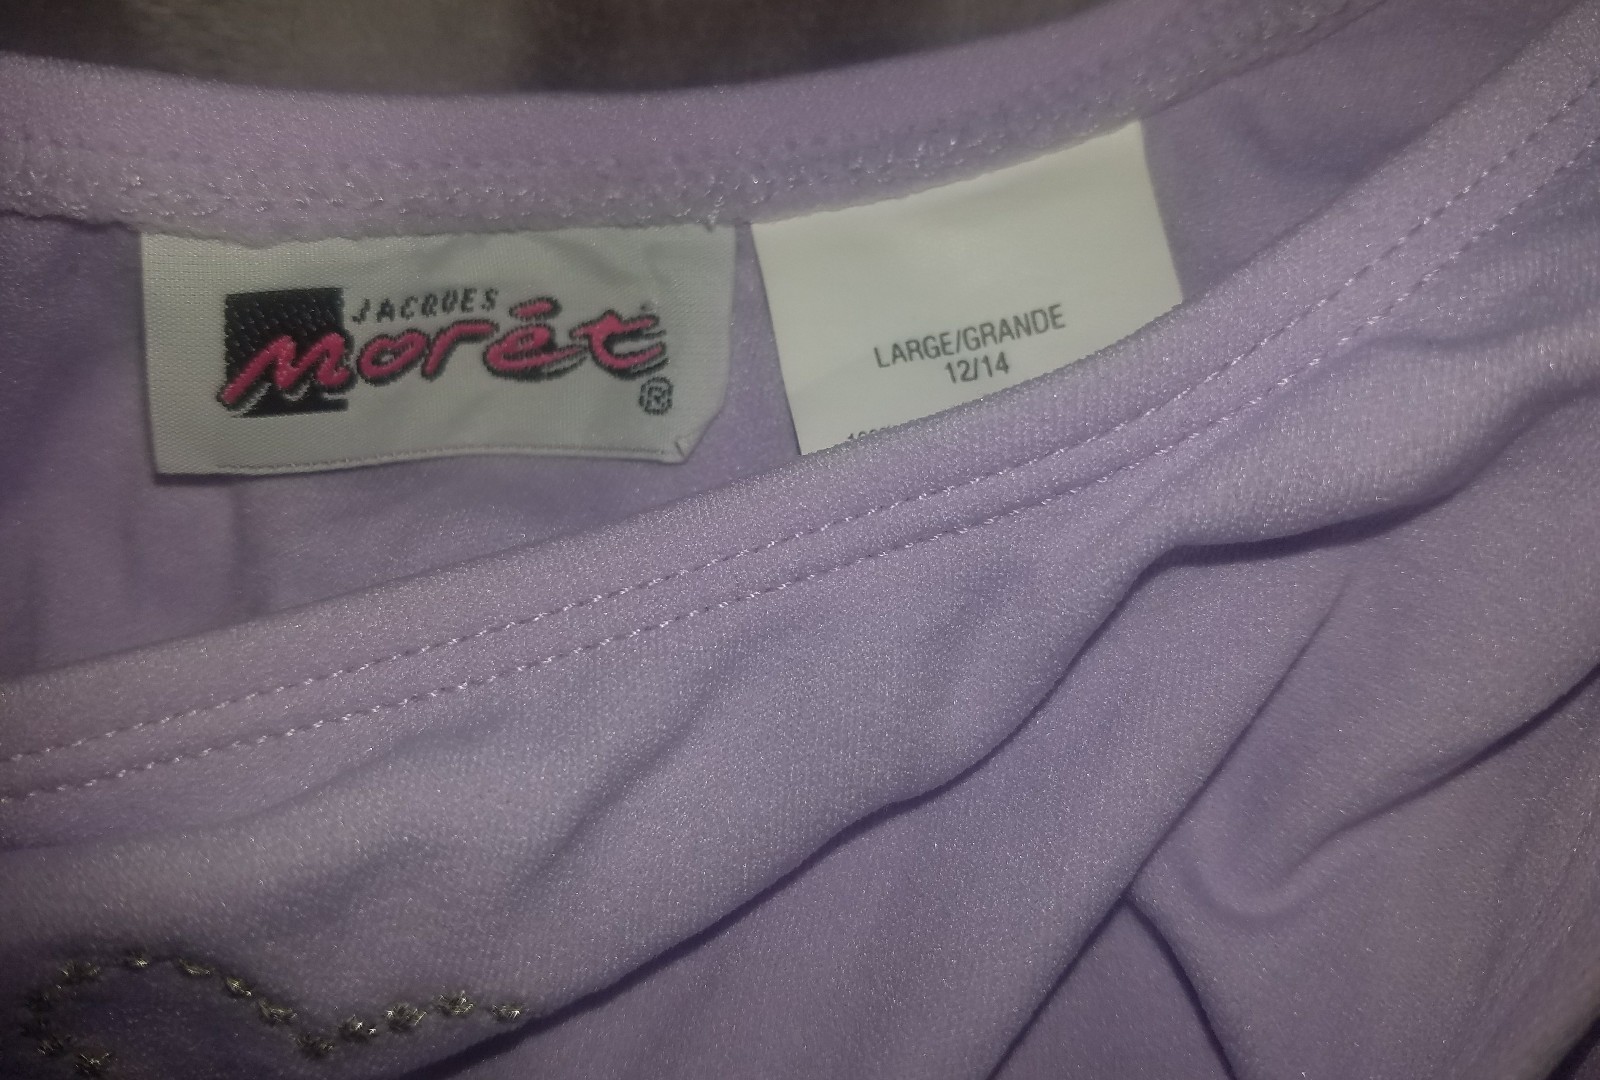 JACQUES
Morét
®
LARGE/GRANDE
12/14